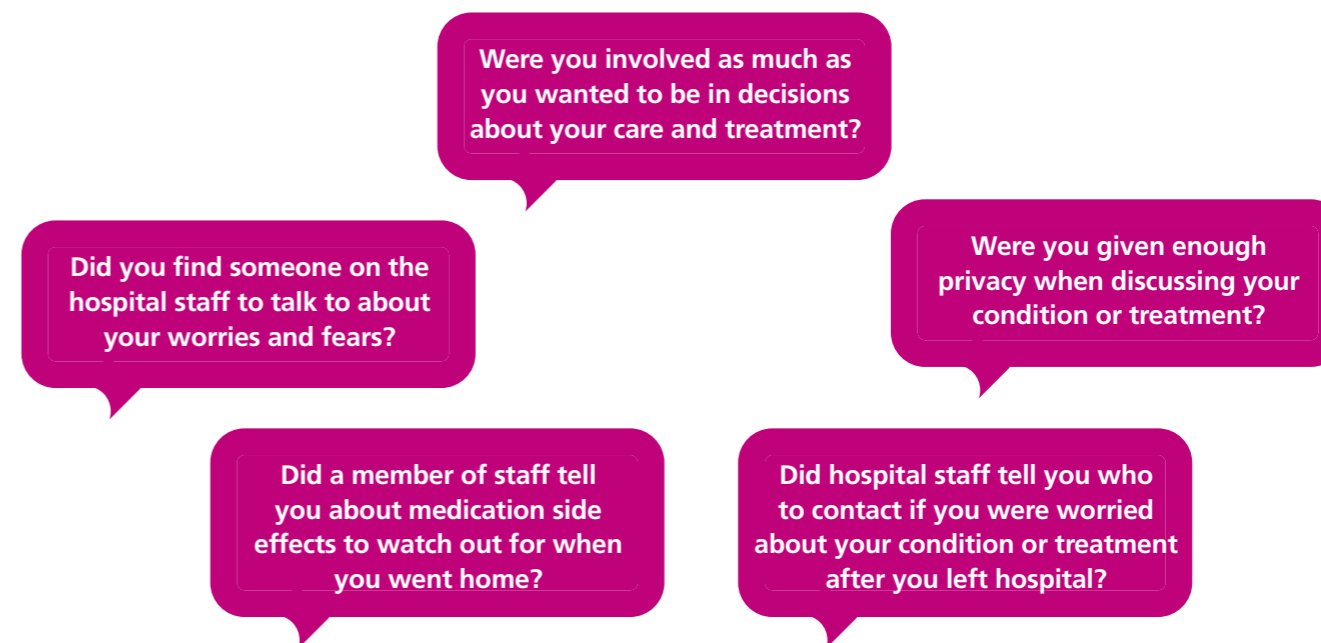 Were you involved as much as
you wanted to be in decisions
about your care and treatment?
Did you find someone on the
hospital staff to talk to about
your worries and fears?
Were you given enough
privacy when discussing your
condition or treatment?
Did a member of staff tell
you about medication side
effects to watch out for when
you went home?
Did hospital staff tell you who
to contact if you were worried
about your condition or treatment
after you left hospital?